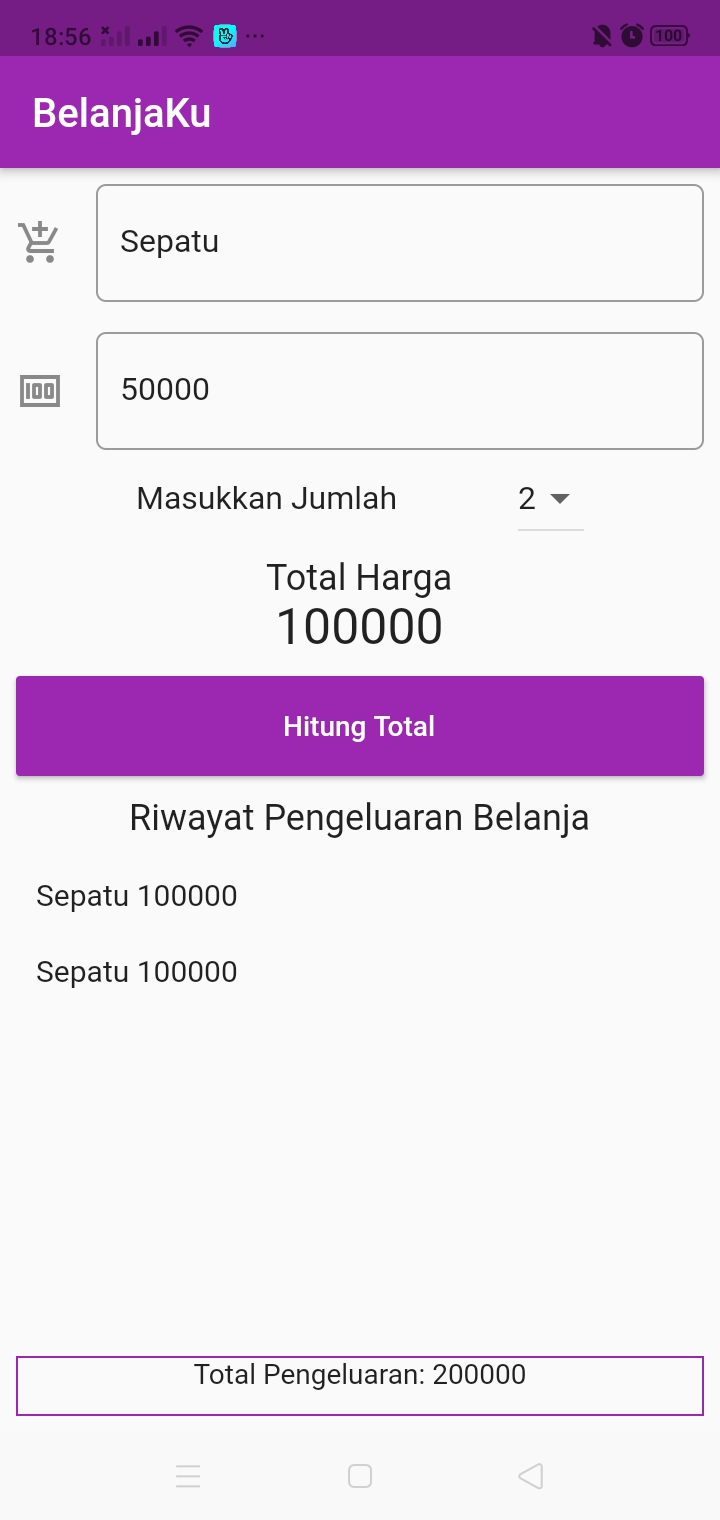 18:56
100
BelanjaKu
Sepatu
100
50000
Masukkan Jumlah 2
Total Harga
100000
Hitung Total
Riwayat Pengeluaran Belanja
Sepatu 100000
Sepatu 100000
Total Pengeluaran: 200000